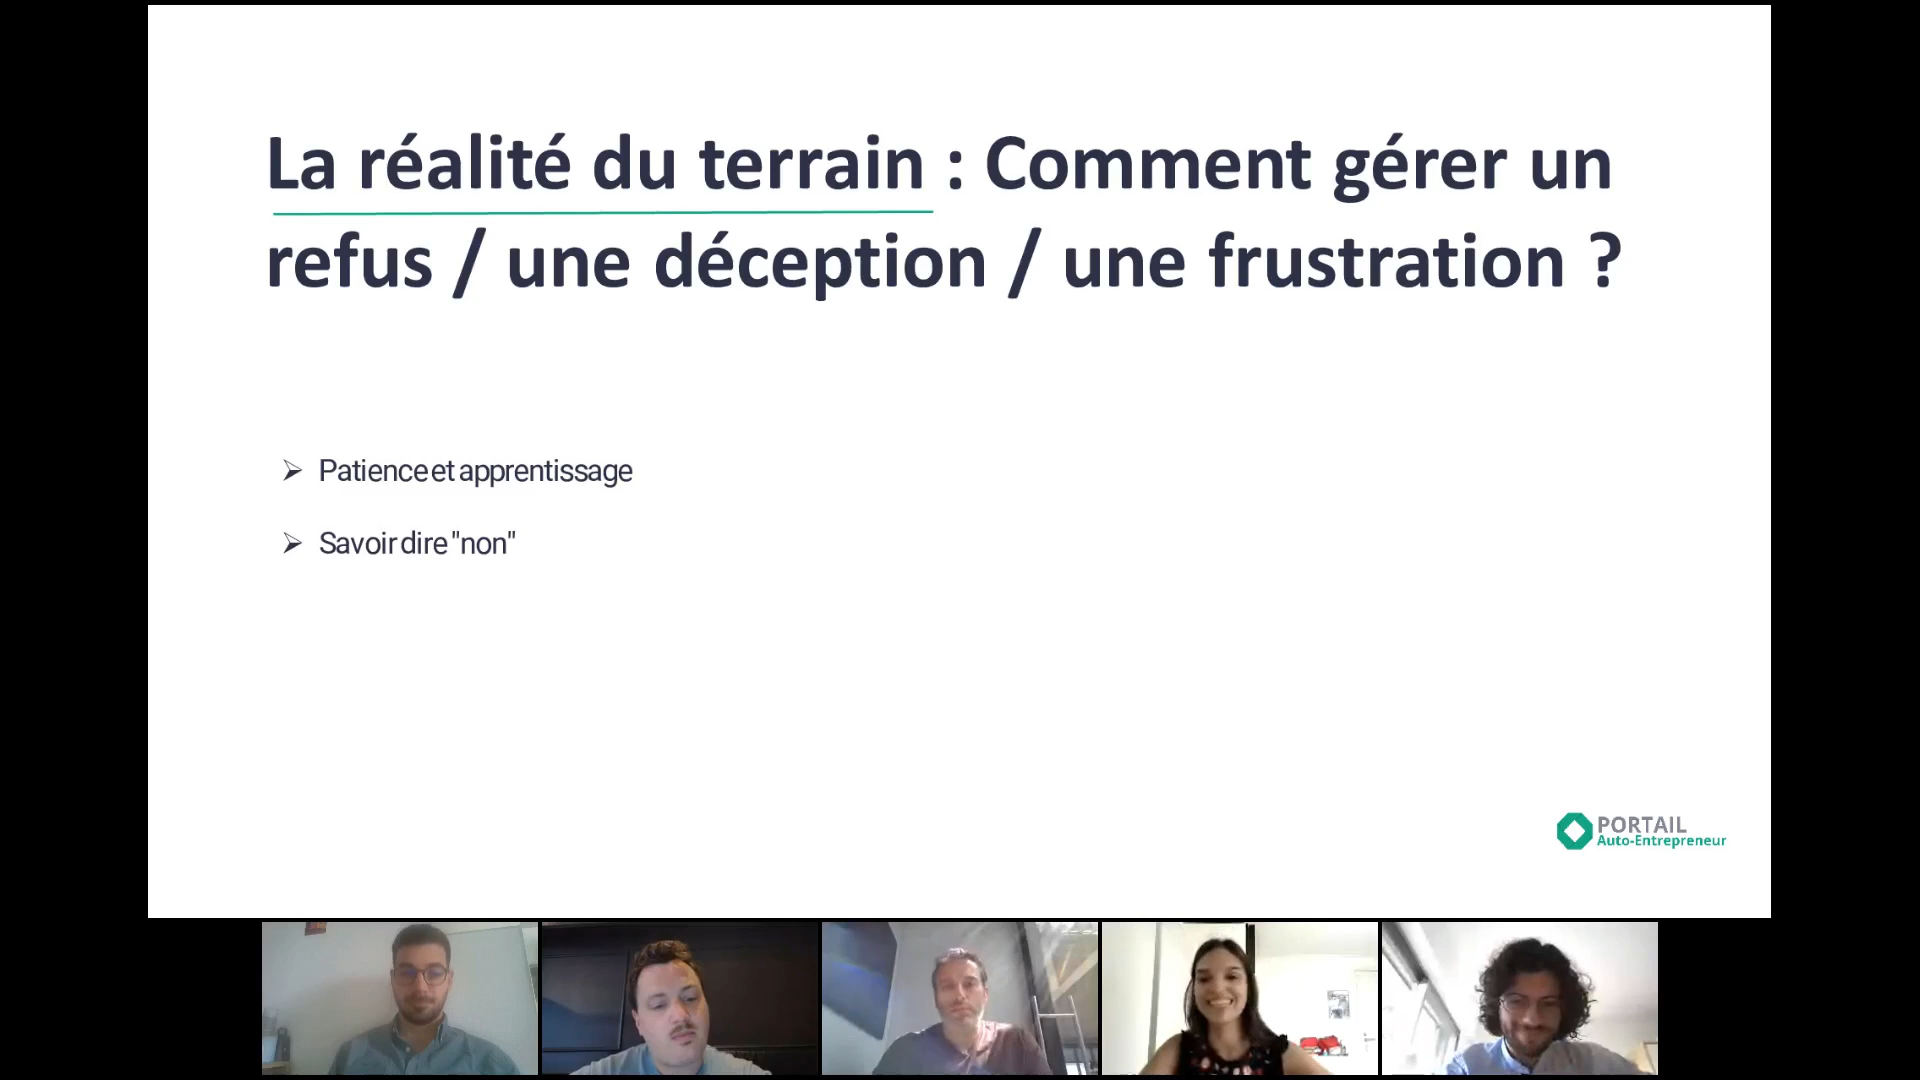 La réalité du terrain : Comment gérer un
refus / une déception / une frustration ?
➢ Patience et apprentissage
➢ Savoir dire "non"
PORTAIL
Auto-Entrepreneur